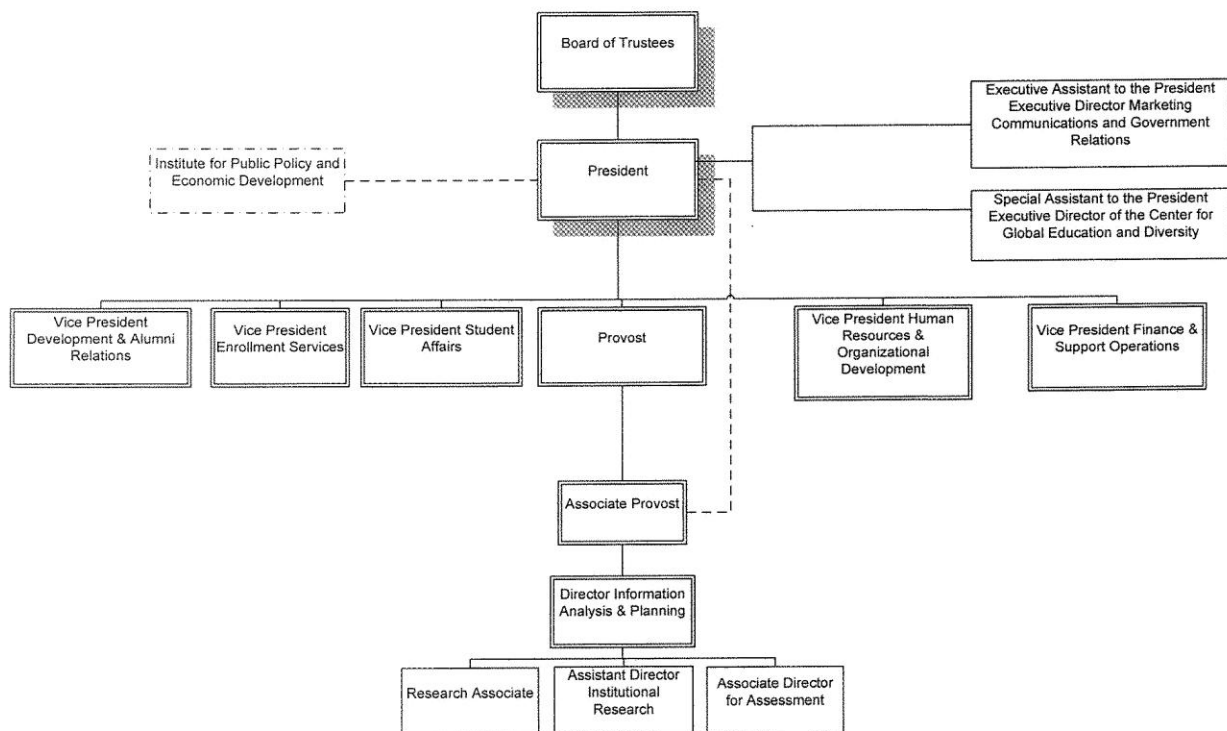 Board of Trustees
Executive Assistant to the President
Executive Director Marketing
Communications and Government
Relations
Institute for Public Policy and
Economic Development
President
Special Assistant to the President
Executive Director of the Center for
Global Education and Diversity
Vice President
Development & Alumni
Relations
Vice President
Enrollment Services
Vice President Student
Affairs
Provost
Vice President Human
Resources &
Organizational
Development
Vice President Finance &
Support Operations
Associate Provost
Director Information
Analysis & Planning
Research Associate
Assistant Director
Institutional
Research
Associate Director
for Assessment